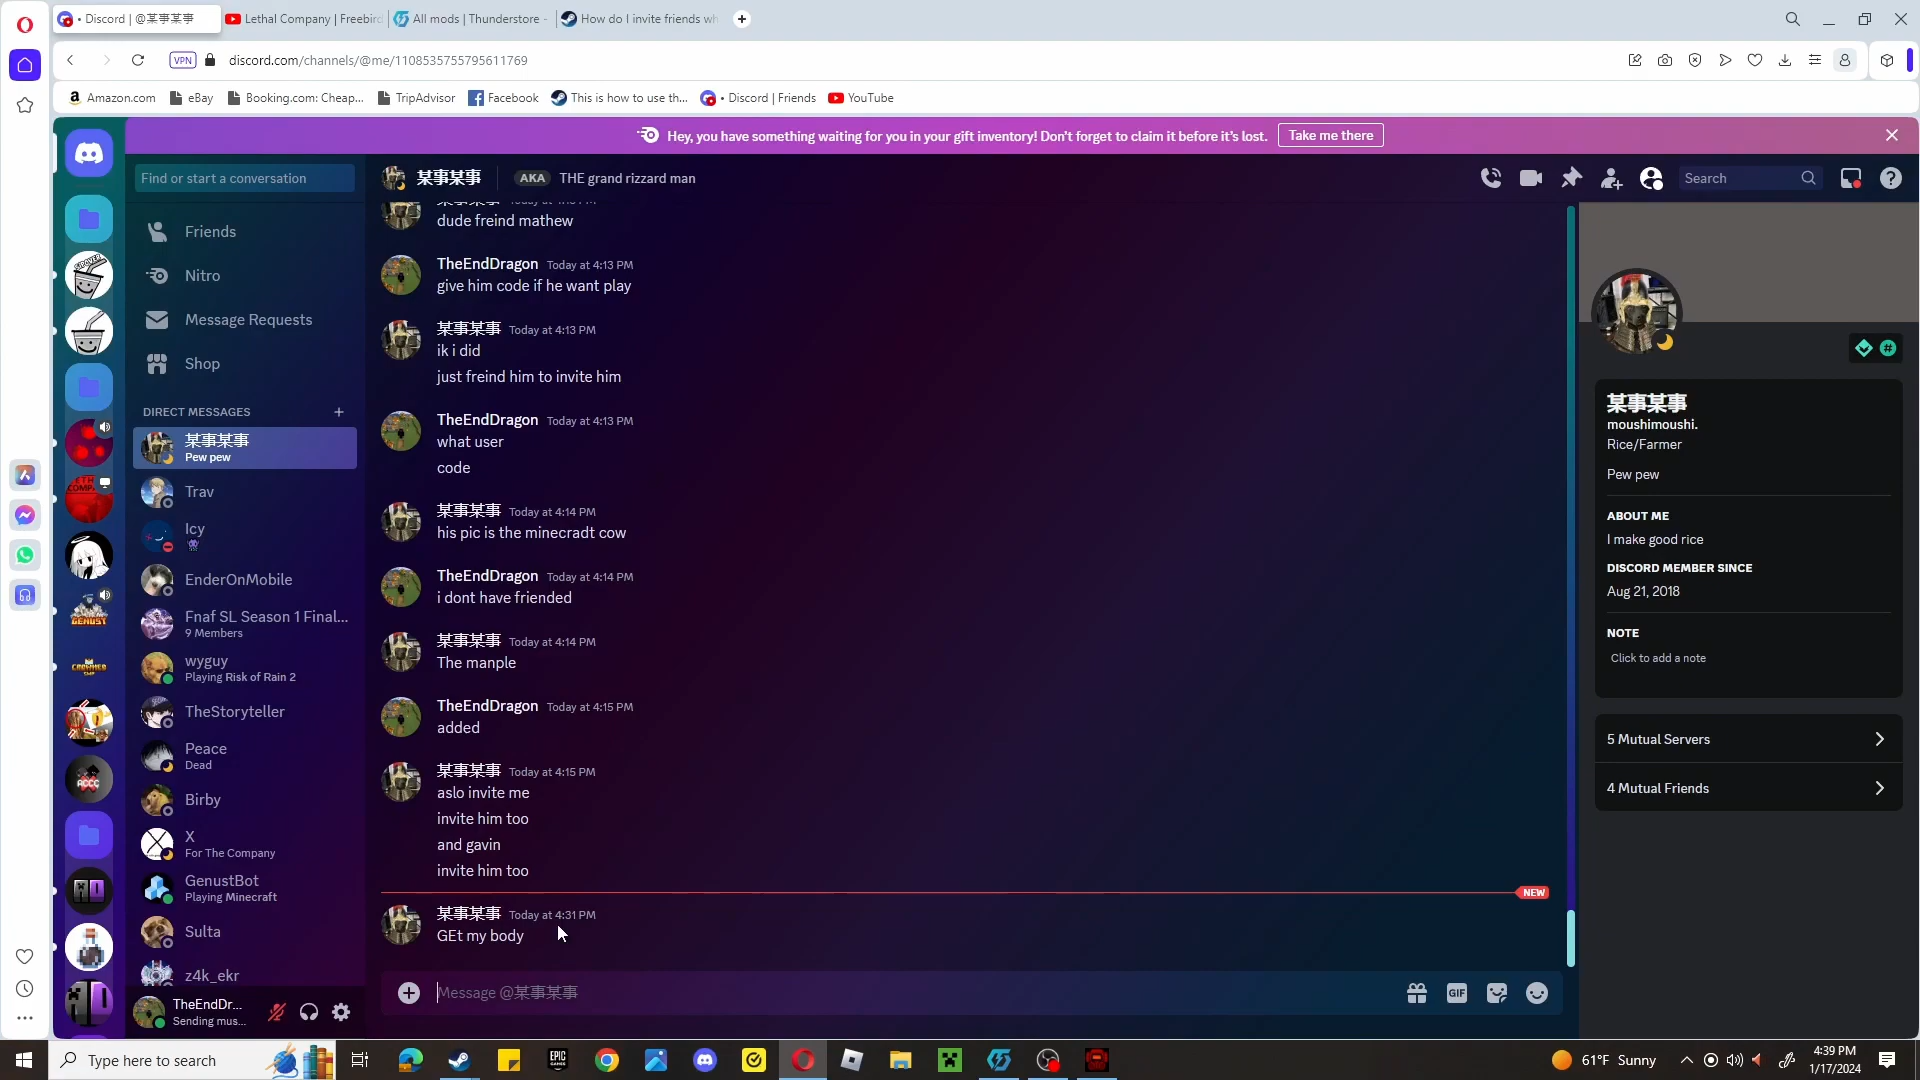 Discord | @某事某事
Lethal Company | Freebird
All mods | Thunderstore -
How do I invite friends wh
VPN
discord.com/channels/@me/1108535755795611769
Amazon.com
eBay
Booking.com: Cheap...
TripAdvisor
Facebook
This is how to use th...
Discord | Friends
YouTube
Hey, you have something waiting for you in your gift inventory! Don't forget to claim it before it's lost.
Take me there
Find or start a conversation
某事某事
AKA
THE grand rizzard man
Search
Friends
Nitro
Message Requests
Shop
DIRECT MESSAGES
某事某事
Pew pew
Trav
Icy
EnderOnMobile
Fnaf SL Season 1 Final...
9 Members
wyguy
Playing Risk of Rain 2
TheStoryteller
Peace
Dead
Birby
X
For The Company
GenustBot
Playing Minecraft
Sulta
z4k_ekr
TheEndDr...
Sending mus...
dude freind mathew
TheEndDragon Today at 4:13 PM
give him code if he want play
某事某事 Today at 4:13 PM
ik i did
just freind him to invite him
TheEndDragon Today at 4:13 PM
what user
code
某事某事 Today at 4:14 PM
his pic is the minecradt cow
TheEndDragon Today at 4:14 PM
i dont have friended
某事某事 Today at 4:14 PM
The manple
TheEndDragon Today at 4:15 PM
added
某事某事 Today at 4:15 PM
aslo invite me
invite him too
and gavin
invite him too
NEW
某事某事 Today at 4:31 PM
GEt my body
Message @某事某事
GIF
某事某事
moushimoushi.
Rice/Farmer
Pew pew
ABOUT ME
I make good rice
DISCORD MEMBER SINCE
Aug 21, 2018
NOTE
Click to add a note
5 Mutual Servers
4 Mutual Friends
Type here to search
EPIC
GAMES
61°F Sunny
4:39 PM
1/17/2024